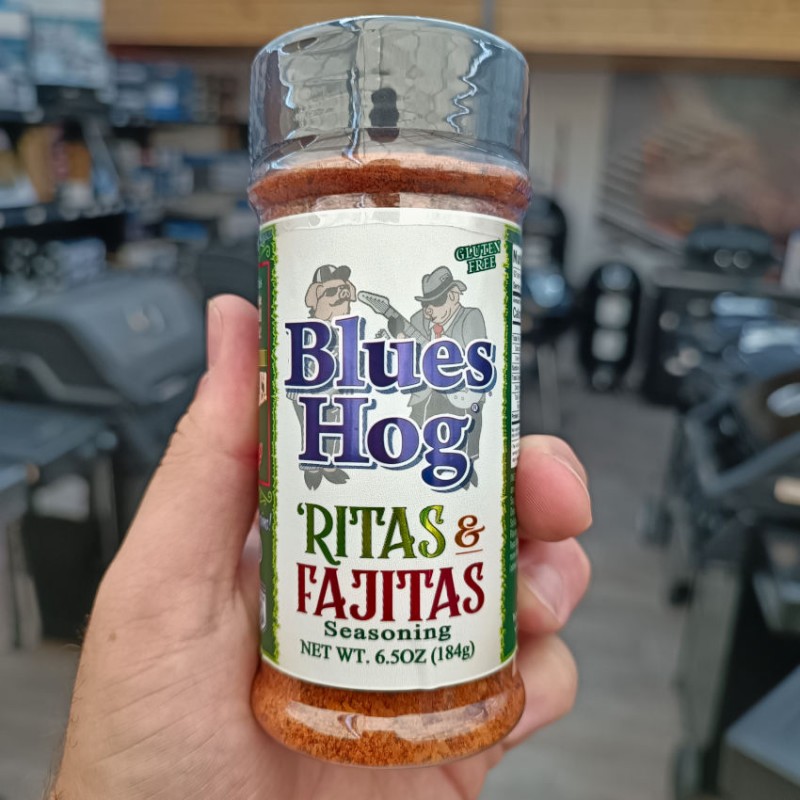 GLUTEN
FREE
Blues
Hog®
'RITAS &
FAJITAS
Seasoning
NET WT. 6.5OZ (184g)